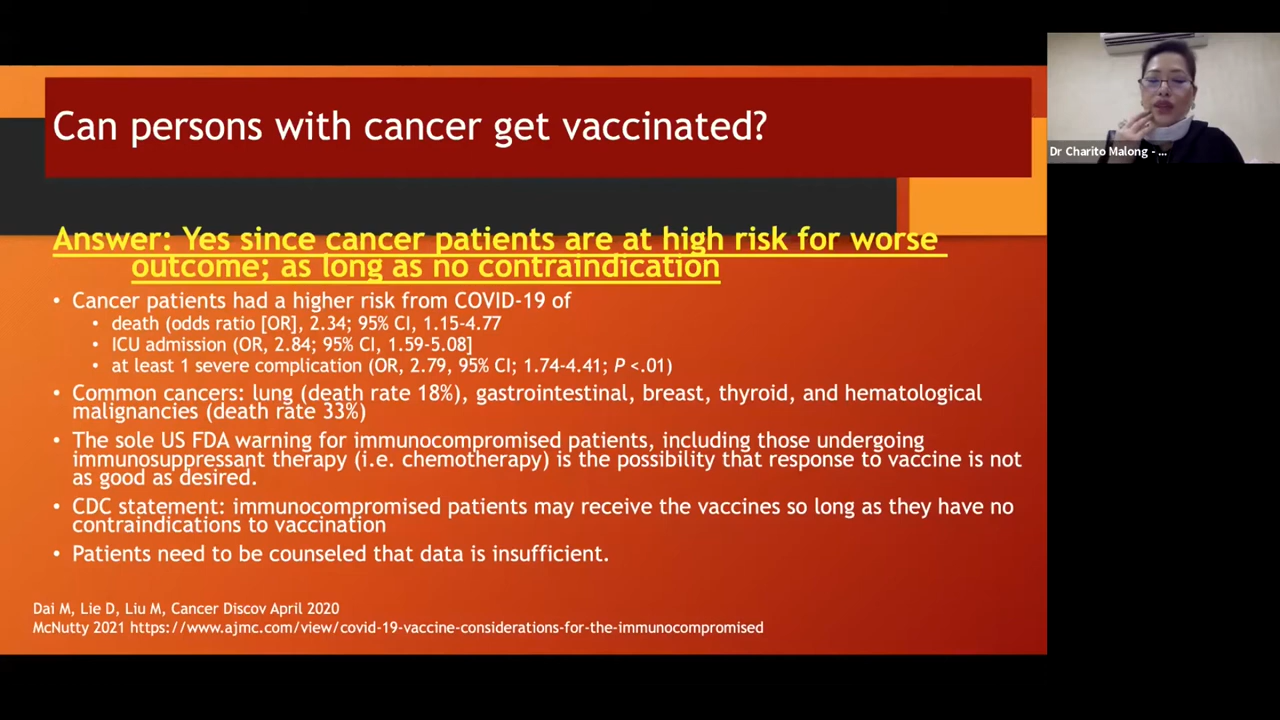 Can persons with cancer get vaccinated?
Answer: Yes since cancer patients are at high risk for worse
outcome; as long as no contraindication
• Cancer patients had a higher risk from COVID-19 of
• death (odds ratio [OR], 2.34; 95% CI, 1.15-4.77
• ICU admission (OR, 2.84; 95% CI, 1.59-5.08]
• at least 1 severe complication (OR, 2.79, 95% CI; 1.74-4.41; P <.01)
• Common cancers: lung (death rate 18%), gastrointestinal, breast, thyroid, and hematological
malignancies (death rate 33%)
• The sole US FDA warning for immunocompromised patients, including those undergoing
immunosuppressant therapy (i.e. chemotherapy) is the possibility that response to vaccine is not
as good as desired.
• CDC statement: immunocompromised patients may receive the vaccines so long as they have no
contraindications to vaccination
• Patients need to be counseled that data is insufficient.
Dai M, Lie D, Liu M, Cancer Discov April 2020
McNutty 2021 https://www.ajmc.com/view/covid-19-vaccine-considerations-for-the-immunocompromised
Dr Charito Malong - ...